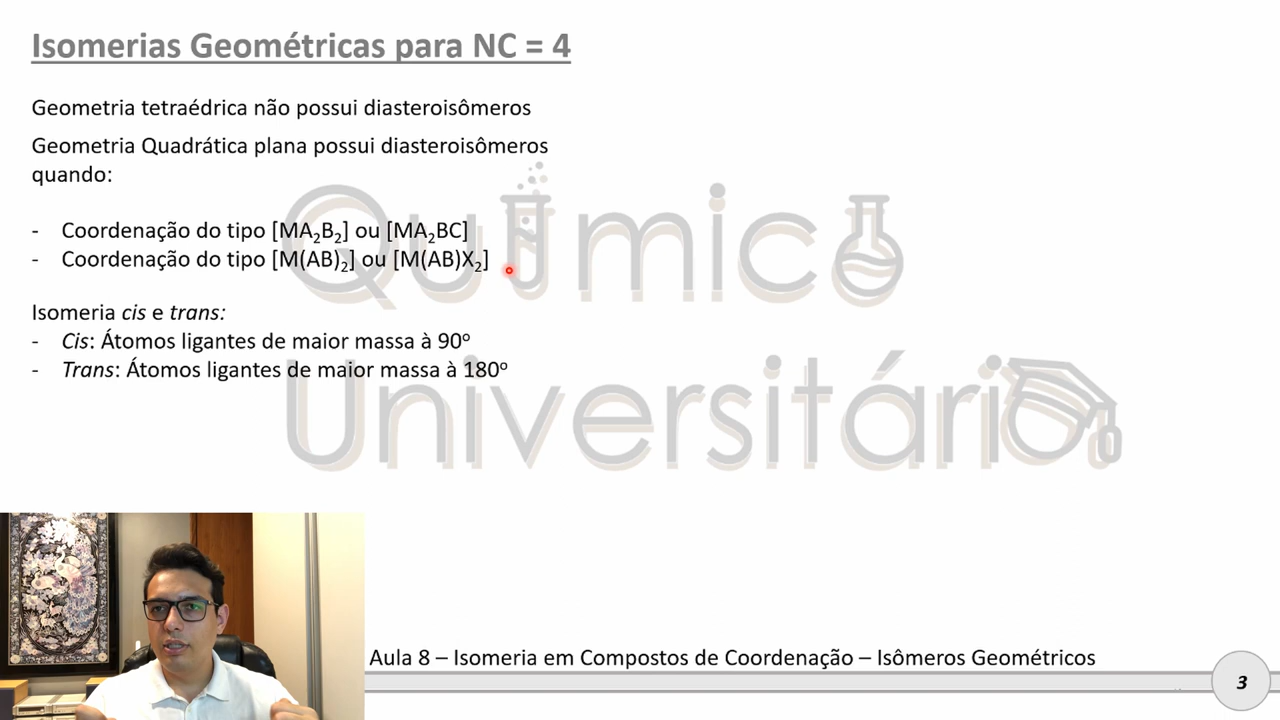 Isomerias Geométricas para NC = 4
Geometria tetraédrica não possui diasteroisômeros
Geometria Quadrática plana possui diasteroisômeros
quando:
- Coordenação do tipo [MA₂B₂] ou [MA₂BC]
- Coordenação do tipo [M(AB)₂] ou [M(AB)X₂]
Isomeria cis e trans:
- Cis: Átomos ligantes de maior massa à 90º
- Trans: Átomos ligantes de maior massa à 180º
Químico
Universitário
Aula 8 – Isomeria em Compostos de Coordenação – Isômeros Geométricos
3